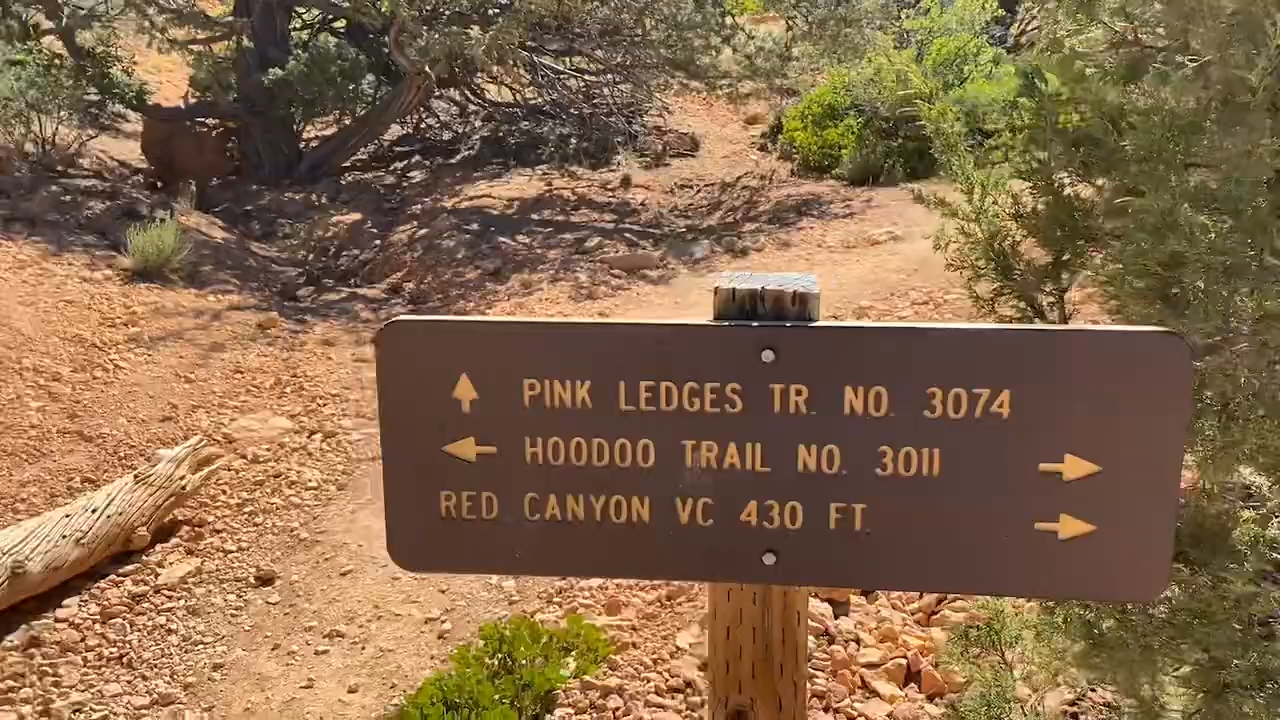 PINK LEDGES TR. NO. 3074
HOODOO TRAIL NO. 3011
RED CANYON VC 430 FT.